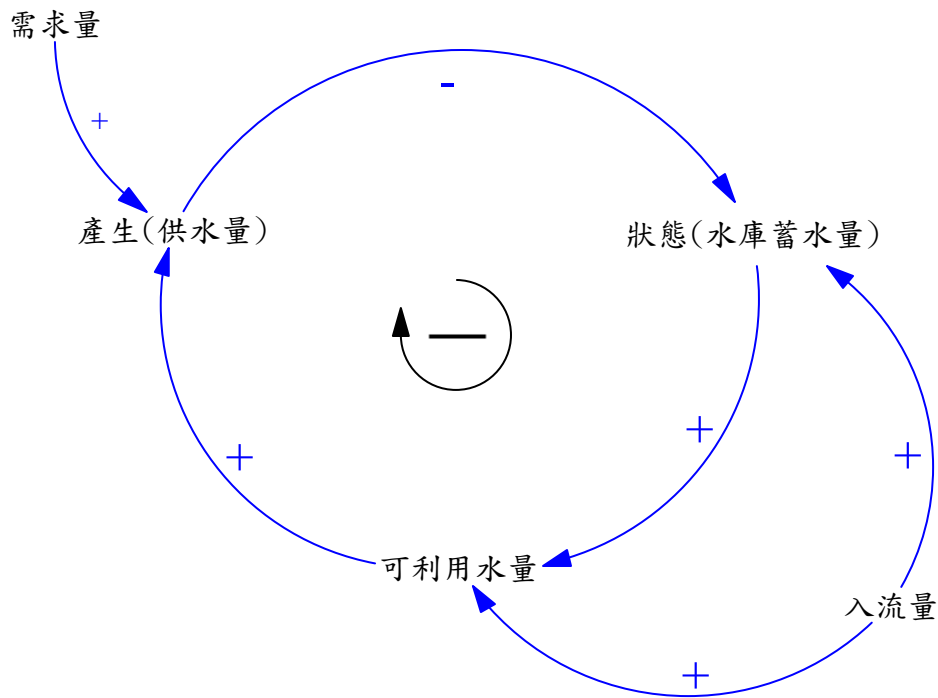 需求量
-
+
產生(供水量)
狀態(水庫蓄水量)
—
+
+
+
可利用水量
入流量
+